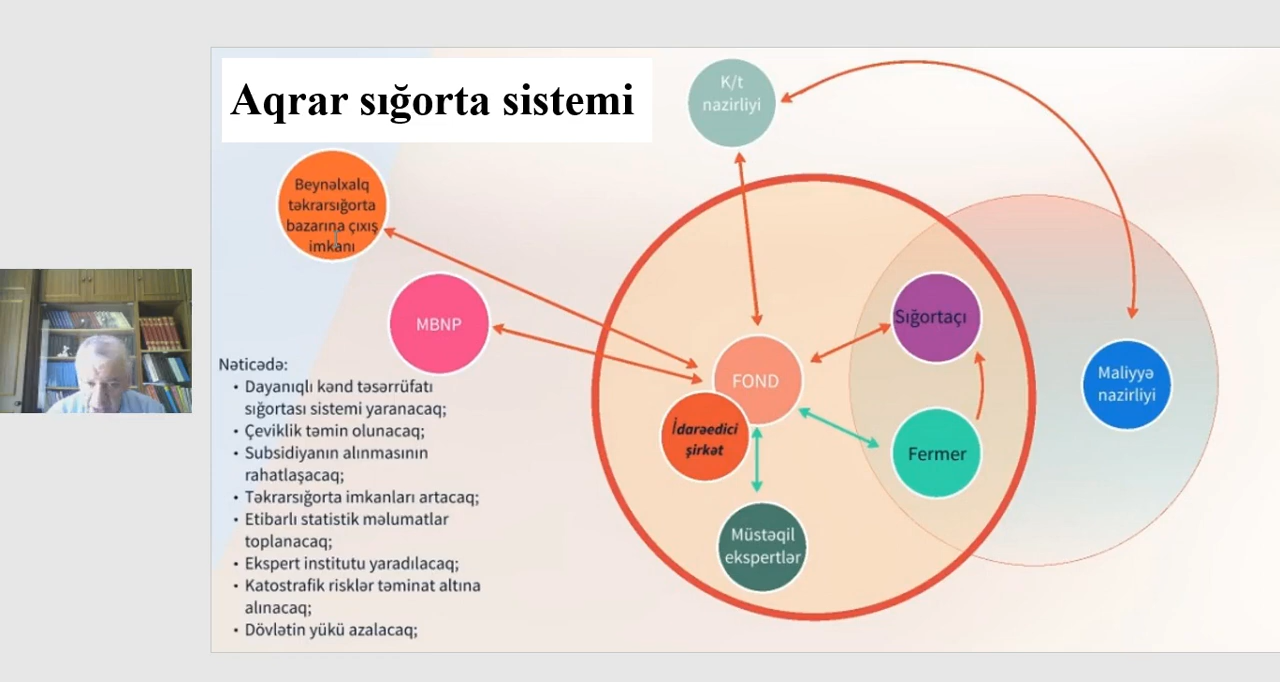 Aqrar sığorta sistemi
K/t
nazirliyi
Beynəlxalq
təkrarsığorta
bazarına çıxış
imkanı
MBNP
Sığortaçı
FOND
Maliyyə
nazirliyi
İdarəedici
şirkət
Fermer
Müstəqil
ekspertlər
Nəticədə:
• Dayanıqlı kənd təsərrüfatı
sığortası sistemi yaranacaq;
• Çeviklik təmin olunacaq;
• Subsidiyanın alınmasının
rahatlaşacaq;
• Təkrarsığorta imkanları artacaq;
• Etibarlı statistik məlumatlar
toplanacaq;
• Ekspert institutu yaradılacaq;
• Katostrafik risklər təminat altına
alınacaq;
• Dövlətin yükü azalacaq;